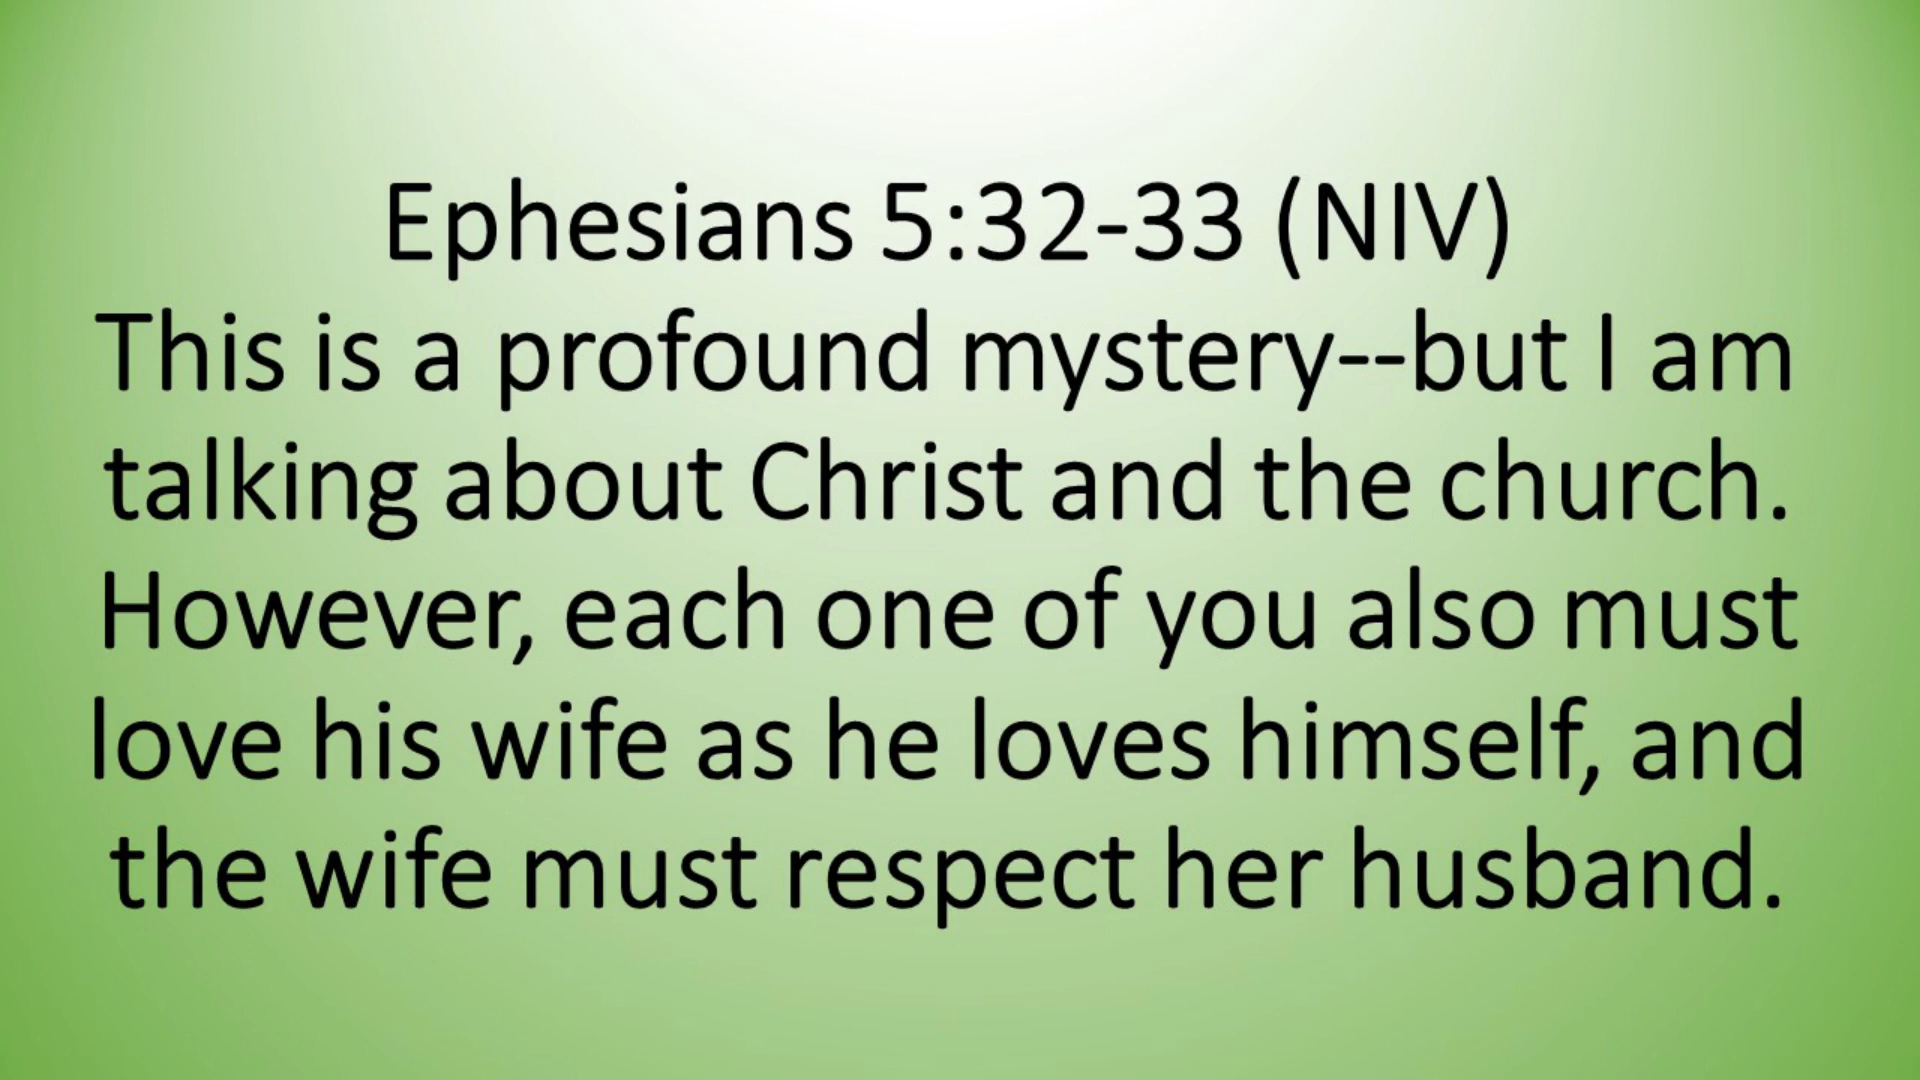 Ephesians 5:32-33 (NIV)
This is a profound mystery--but I am
talking about Christ and the church.
However, each one of you also must
love his wife as he loves himself, and
the wife must respect her husband.